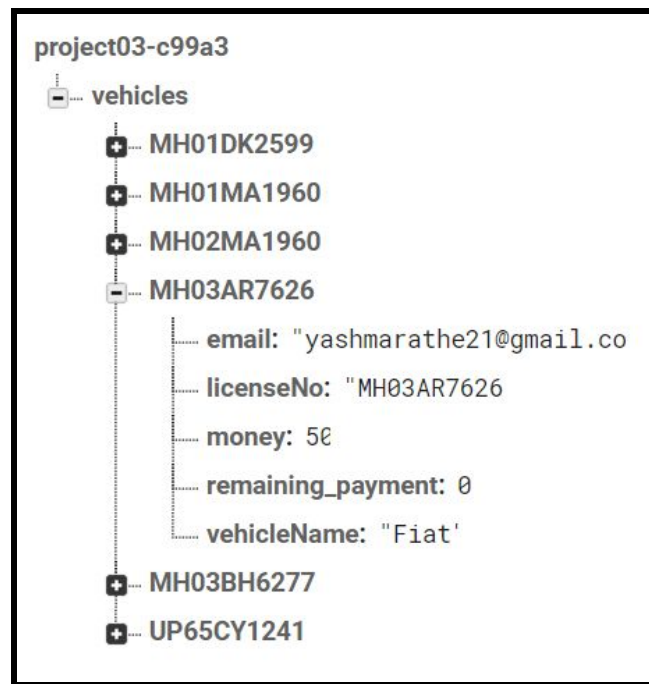 project03-c99a3
vehicles
MH01DK2599
MH01MA1960
MH02MA1960
MH03AR7626
email: "yashmarathe21@gmail.co
licenseNo: "MH03AR7626
money: 50
remaining_payment: 0
vehicleName: "Fiat'
MH03BH6277
UP65CY1241